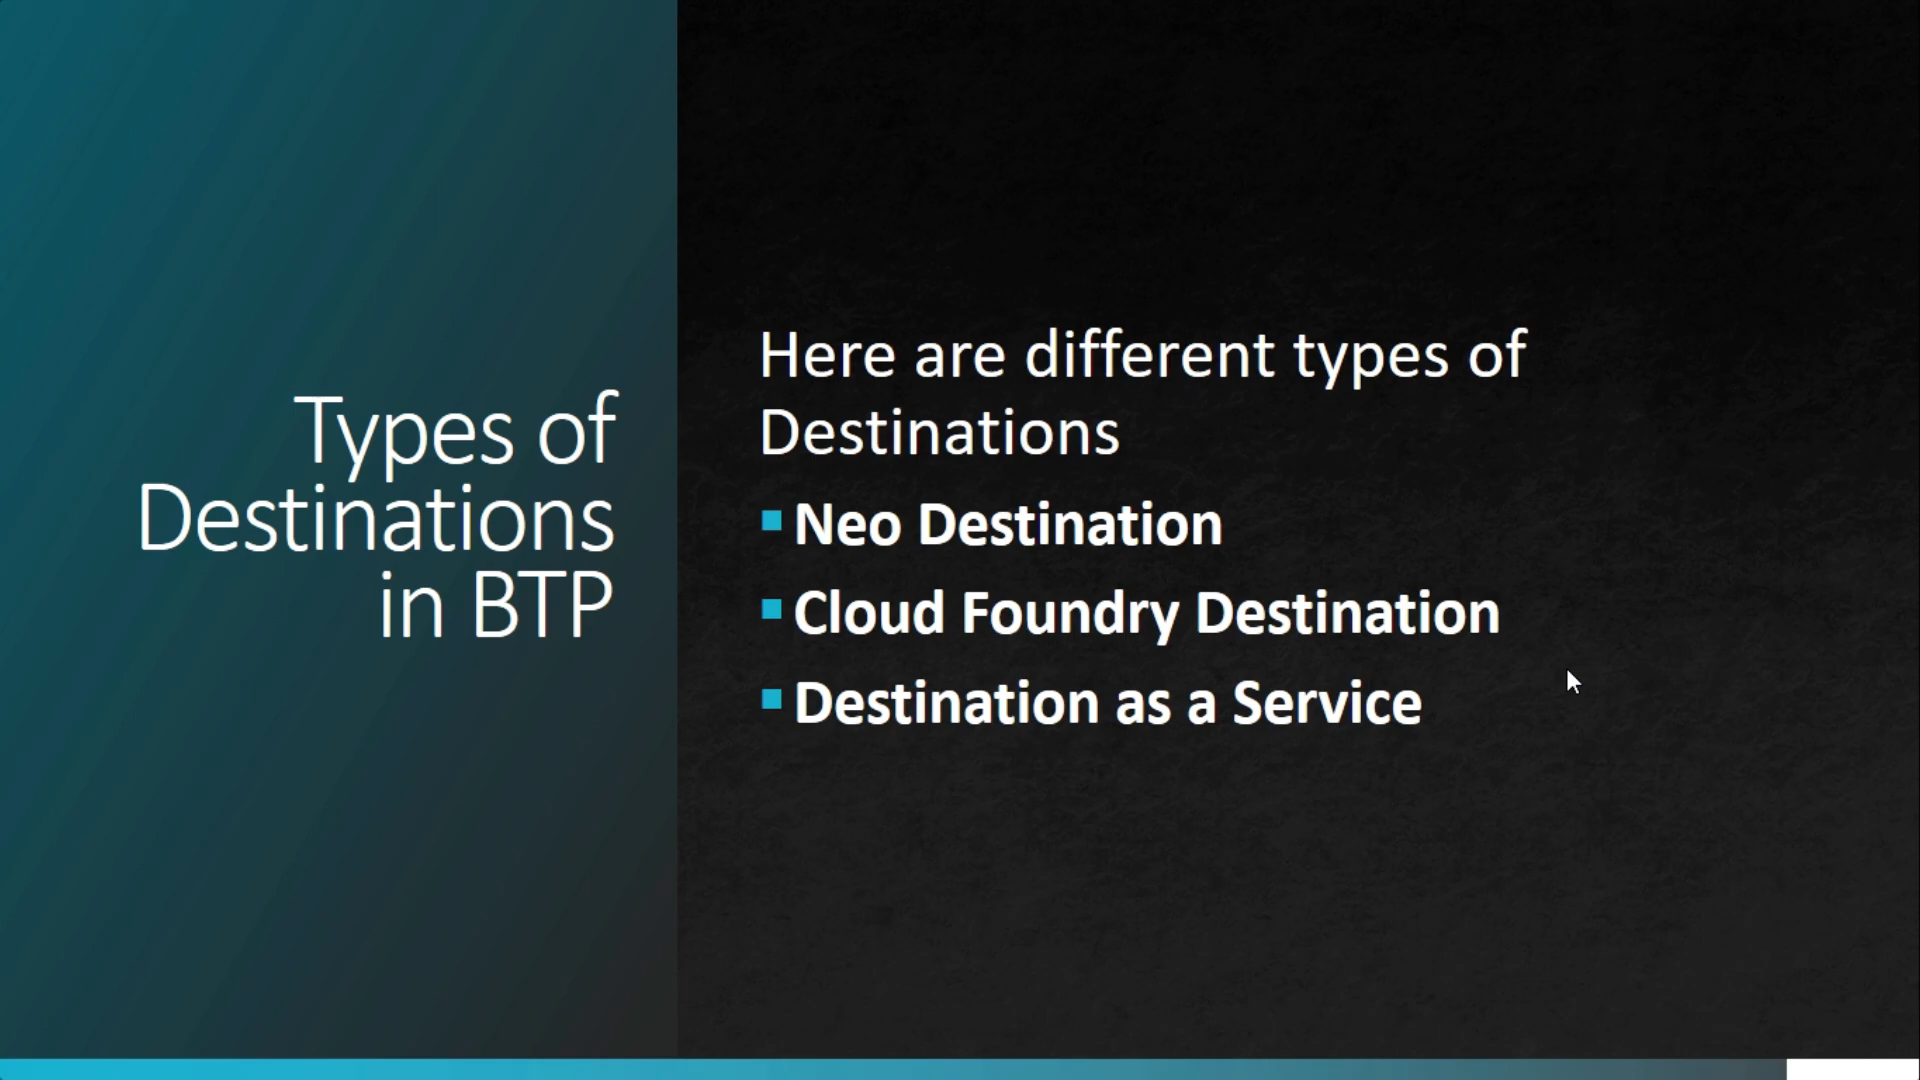 Types of
Destinations
in BTP
Here are different types of
Destinations
Neo Destination
Cloud Foundry Destination
Destination as a Service